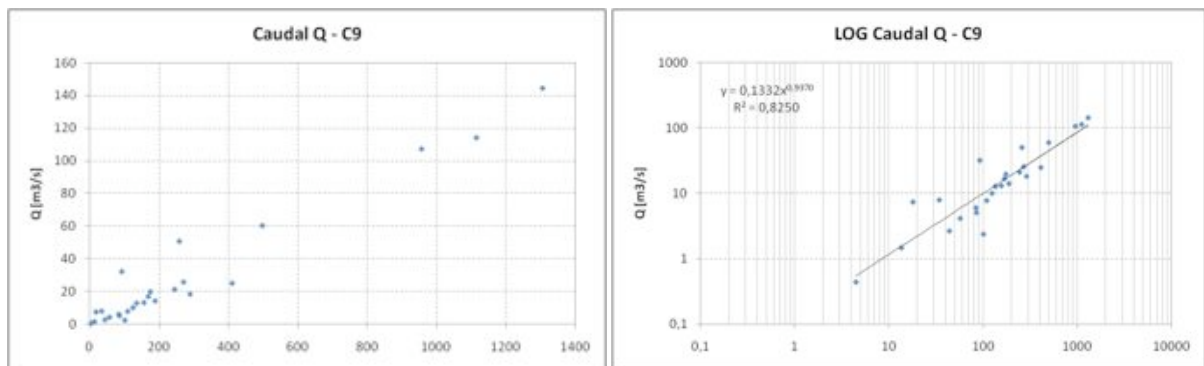 Caudal Q - C9
160
140
120
100
80
60
40
20
0
Q [m3/s]
0 200 400 600 800 1000 1200 1400
LOG Caudal Q - C9
1000
100
10
1
0,1
Q [m3/s]
y = 0,1332x^0,9370
R² = 0,8250
0,1 1 10 100 1000 10000